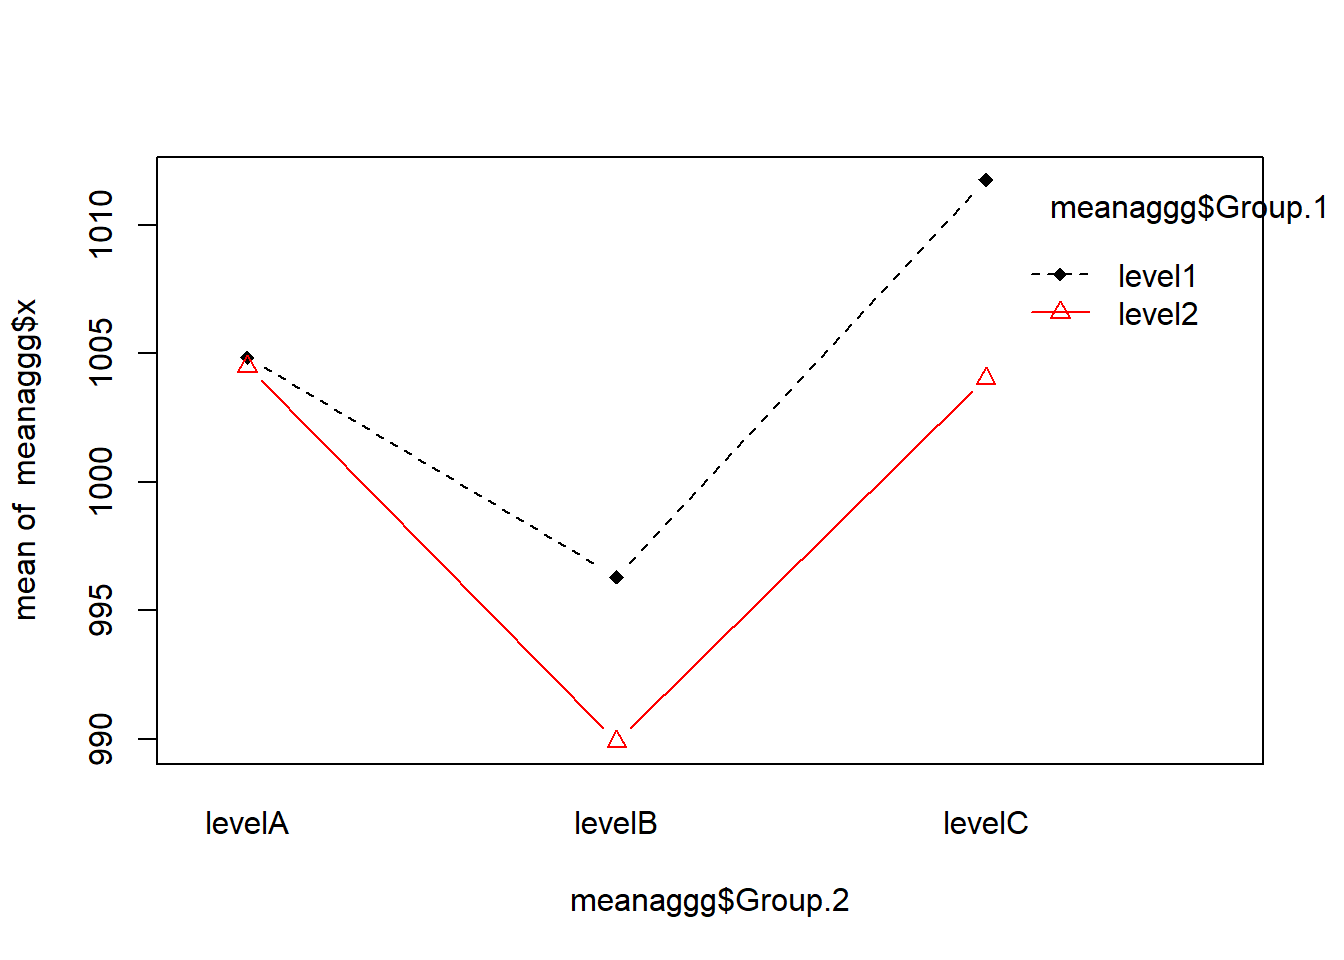 mean of  meanaggg$x
1010
1005
1000
995
990
meanaggg$Group.1
level1
level2
levelA
levelB
levelC
meanaggg$Group.2